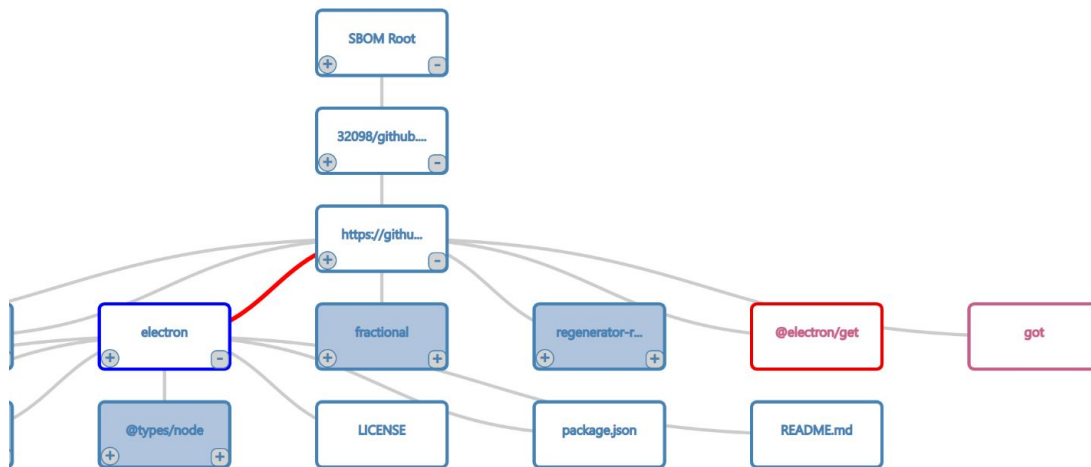 SBOM Root
32098/github....
https://githu...
electron
fractional
regenerator-r...
@electron/get
got
@types/node
LICENSE
package.json
README.md